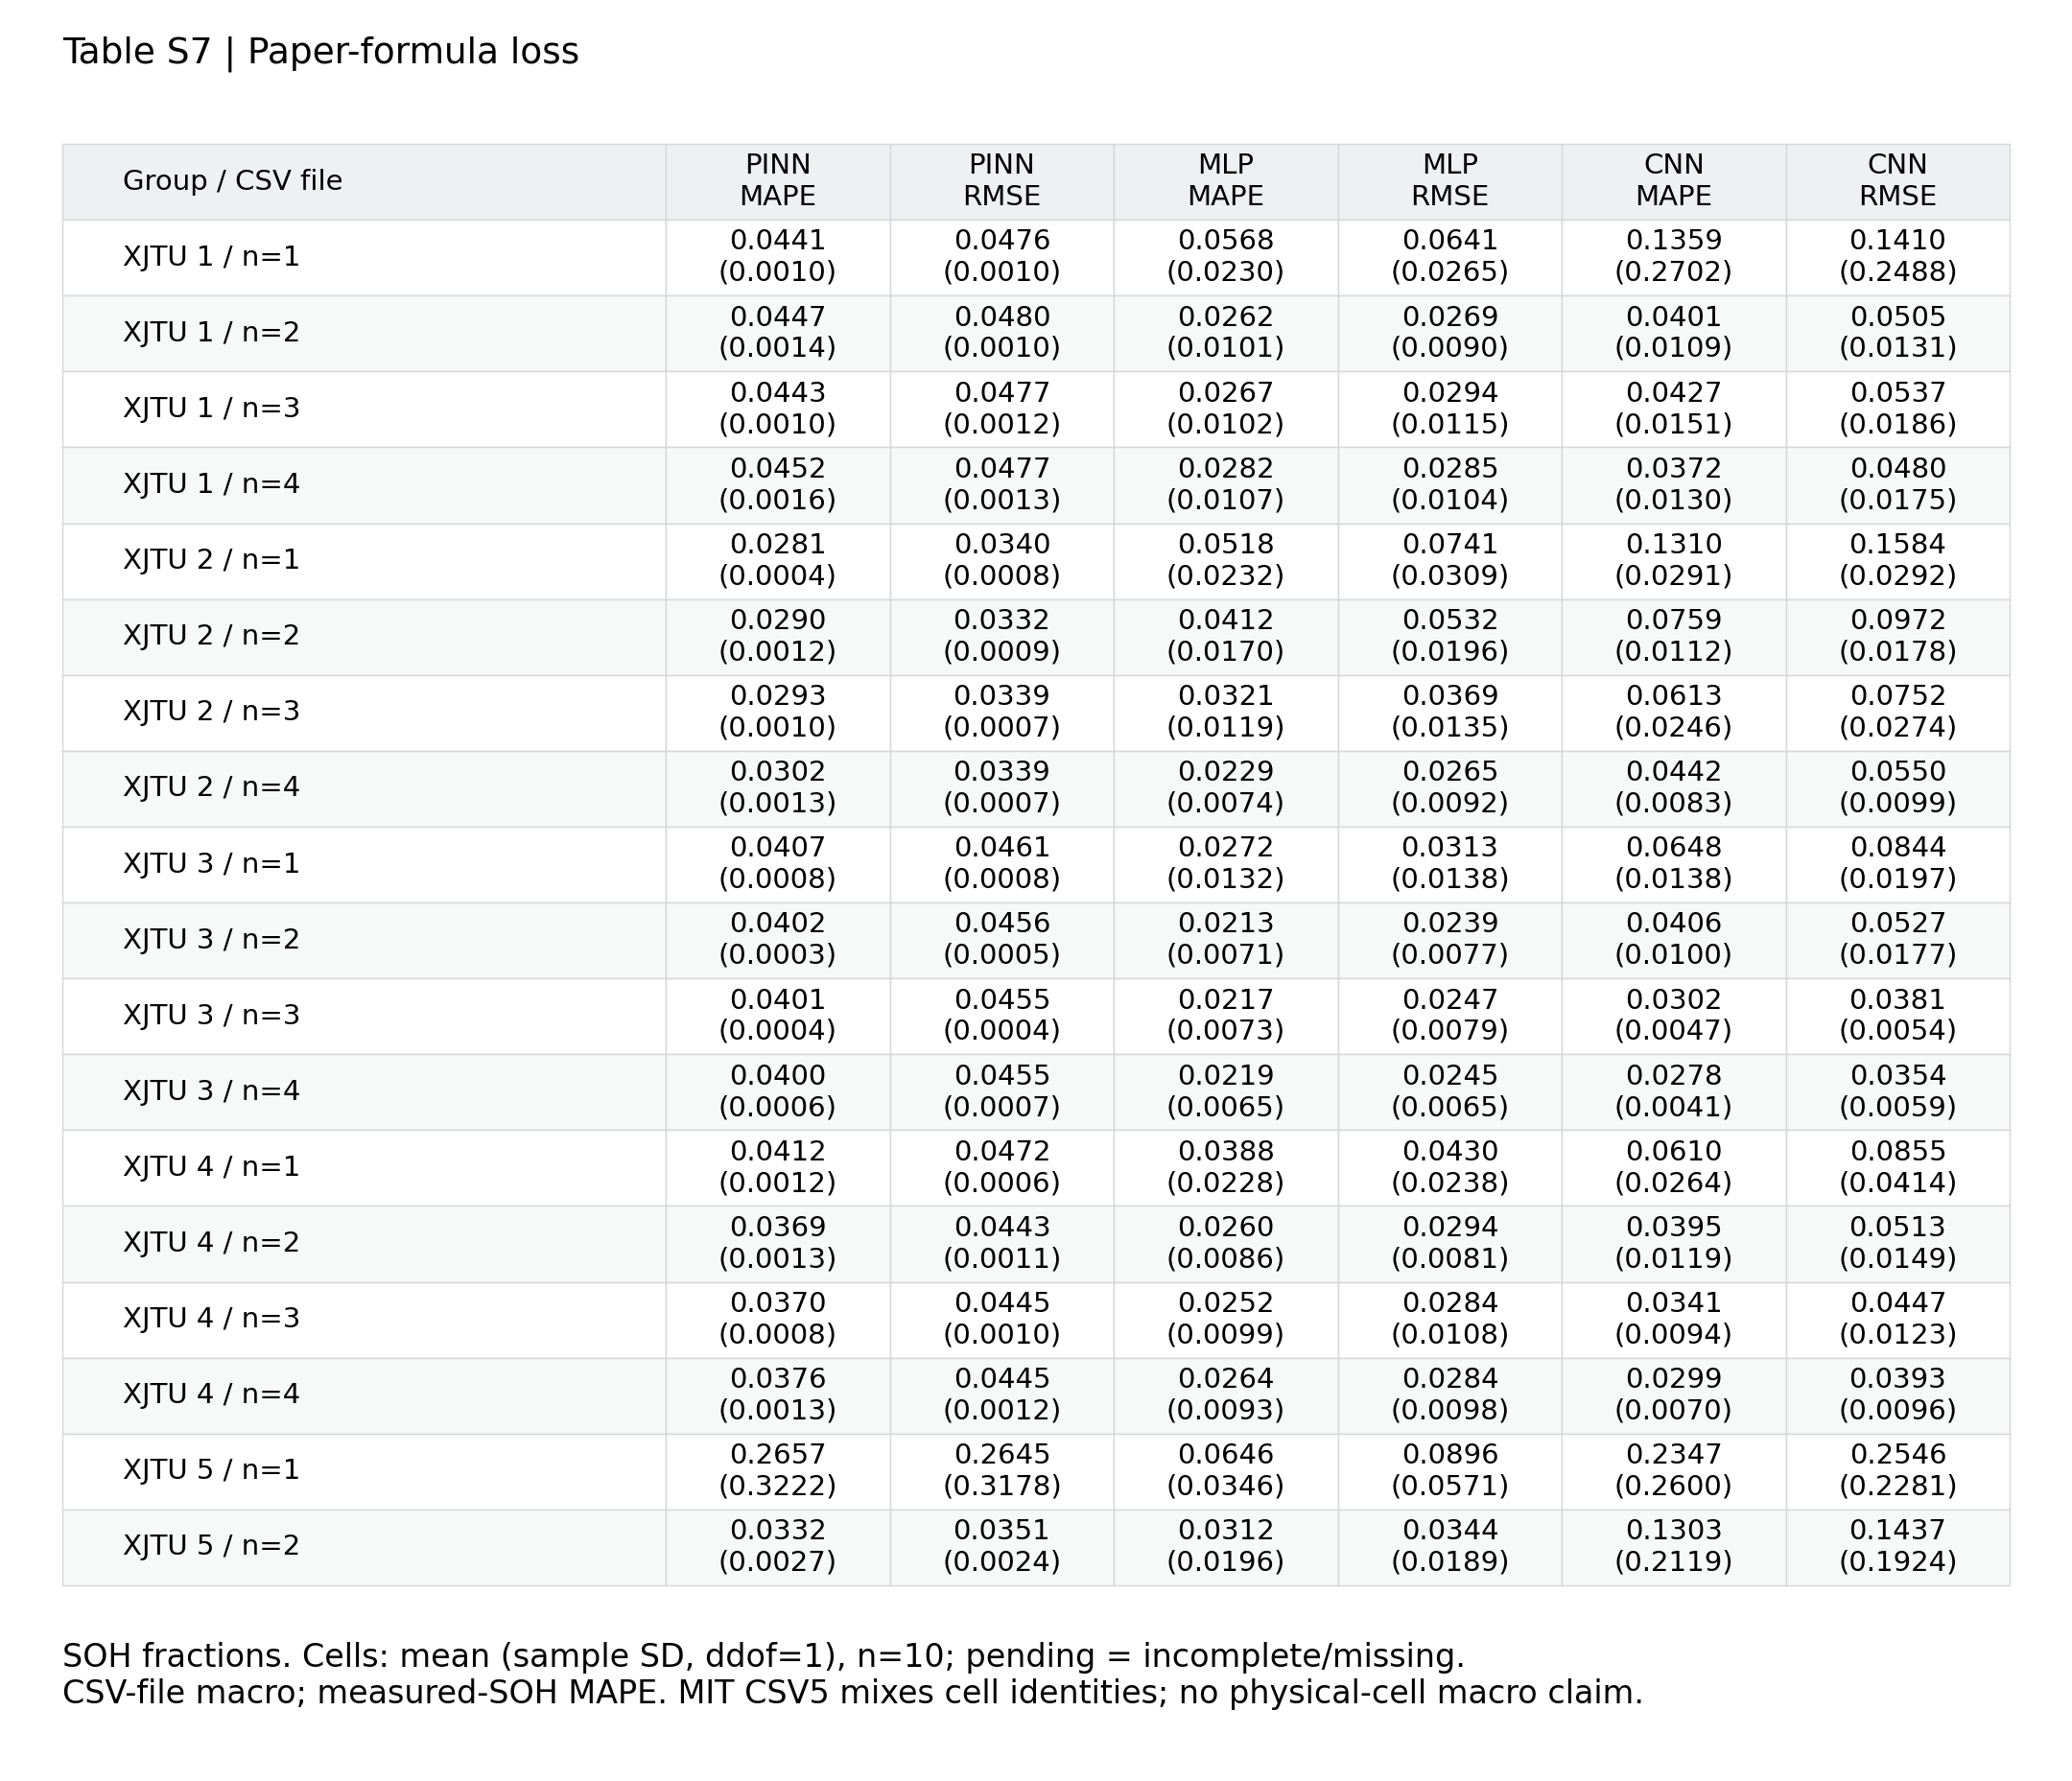 Table S7 | Paper-formula loss
Group / CSV file PINN MAPE PINN RMSE MLP MAPE MLP RMSE CNN MAPE CNN RMSE
XJTU 1 / n=1 0.0441 (0.0010) 0.0476 (0.0010) 0.0568 (0.0230) 0.0641 (0.0265) 0.1359 (0.2702) 0.1410 (0.2488)
XJTU 1 / n=2 0.0447 (0.0014) 0.0480 (0.0010) 0.0262 (0.0101) 0.0269 (0.0090) 0.0401 (0.0109) 0.0505 (0.0131)
XJTU 1 / n=3 0.0443 (0.0010) 0.0477 (0.0012) 0.0267 (0.0102) 0.0294 (0.0115) 0.0427 (0.0151) 0.0537 (0.0186)
XJTU 1 / n=4 0.0452 (0.0016) 0.0477 (0.0013) 0.0282 (0.0107) 0.0285 (0.0104) 0.0372 (0.0130) 0.0480 (0.0175)
XJTU 2 / n=1 0.0281 (0.0004) 0.0340 (0.0008) 0.0518 (0.0232) 0.0741 (0.0309) 0.1310 (0.0291) 0.1584 (0.0292)
XJTU 2 / n=2 0.0290 (0.0012) 0.0332 (0.0009) 0.0412 (0.0170) 0.0532 (0.0196) 0.0759 (0.0112) 0.0972 (0.0178)
XJTU 2 / n=3 0.0293 (0.0010) 0.0339 (0.0007) 0.0321 (0.0119) 0.0369 (0.0135) 0.0613 (0.0246) 0.0752 (0.0274)
XJTU 2 / n=4 0.0302 (0.0013) 0.0339 (0.0007) 0.0229 (0.0074) 0.0265 (0.0092) 0.0442 (0.0083) 0.0550 (0.0099)
XJTU 3 / n=1 0.0407 (0.0008) 0.0461 (0.0008) 0.0272 (0.0132) 0.0313 (0.0138) 0.0648 (0.0138) 0.0844 (0.0197)
XJTU 3 / n=2 0.0402 (0.0003) 0.0456 (0.0005) 0.0213 (0.0071) 0.0239 (0.0077) 0.0406 (0.0100) 0.0527 (0.0177)
XJTU 3 / n=3 0.0401 (0.0004) 0.0455 (0.0004) 0.0217 (0.0073) 0.0247 (0.0079) 0.0302 (0.0047) 0.0381 (0.0054)
XJTU 3 / n=4 0.0400 (0.0006) 0.0455 (0.0007) 0.0219 (0.0065) 0.0245 (0.0065) 0.0278 (0.0041) 0.0354 (0.0059)
XJTU 4 / n=1 0.0412 (0.0012) 0.0472 (0.0006) 0.0388 (0.0228) 0.0430 (0.0238) 0.0610 (0.0264) 0.0855 (0.0414)
XJTU 4 / n=2 0.0369 (0.0013) 0.0443 (0.0011) 0.0260 (0.0086) 0.0294 (0.0081) 0.0395 (0.0119) 0.0513 (0.0149)
XJTU 4 / n=3 0.0370 (0.0008) 0.0445 (0.0010) 0.0252 (0.0099) 0.0284 (0.0108) 0.0341 (0.0094) 0.0447 (0.0123)
XJTU 4 / n=4 0.0376 (0.0013) 0.0445 (0.0012) 0.0264 (0.0093) 0.0284 (0.0098) 0.0299 (0.0070) 0.0393 (0.0096)
XJTU 5 / n=1 0.2657 (0.3222) 0.2645 (0.3178) 0.0646 (0.0346) 0.0896 (0.0571) 0.2347 (0.2600) 0.2546 (0.2281)
XJTU 5 / n=2 0.0332 (0.0027) 0.0351 (0.0024) 0.0312 (0.0196) 0.0344 (0.0189) 0.1303 (0.2119) 0.1437 (0.1924)
SOH fractions. Cells: mean (sample SD, ddof=1), n=10; pending = incomplete/missing.
CSV-file macro; measured-SOH MAPE. MIT CSV5 mixes cell identities; no physical-cell macro claim.